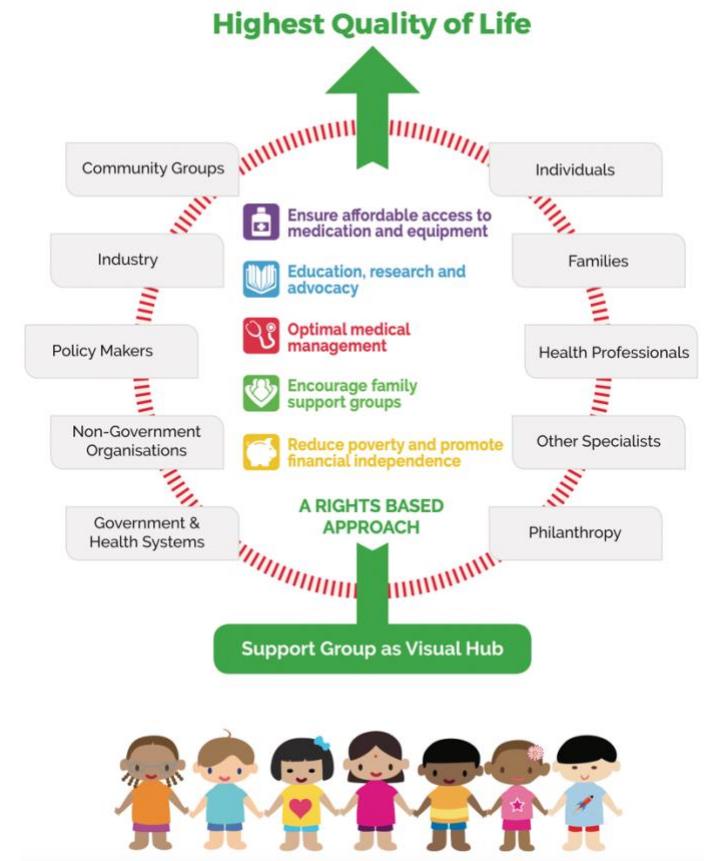 Highest Quality of Life
Community Groups
Individuals
Ensure affordable access to
medication and equipment
Industry
Families
Education, research and
advocacy
Optimal medical
management
Policy Makers
Health Professionals
Encourage family
support groups
Non-Government
Organisations
Other Specialists
Reduce poverty and promote
financial independence
A RIGHTS BASED
APPROACH
Government &
Health Systems
Philanthropy
Support Group as Visual Hub